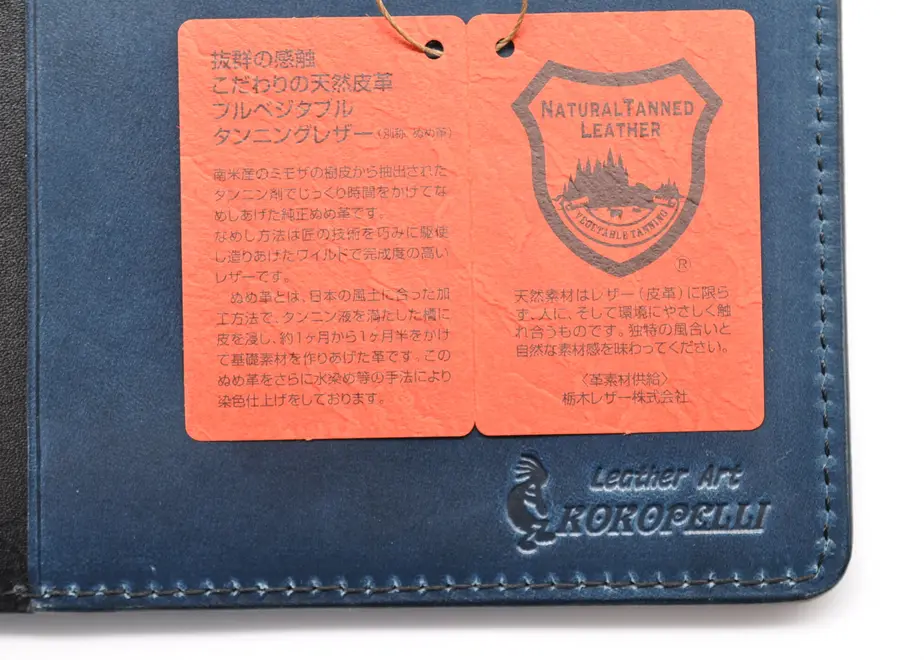 抜群の感触
こだわりの天然皮革
フルベジタブル
タンニングレザー(別称、ぬめ革)
南米産のミモザの樹皮から抽出された
タンニン剤でじっくり時間をかけてな
めしあげた純正ぬめ革です。
なめし方法は匠の技術を巧みに駆使
し造りあけたワイルドで完成度の高い
レザーです。
ぬめ革とは、日本の風土に合った加
工方法で、タンニン液を満たした槽に
皮を浸し、約1ヶ月から1ヶ月半をかけ
て基礎素材を作りあげた革です。この
ぬめ革をさらに水染め等の手法により
染色仕上げをしております。
NATURAL TANNED
LEATHER
VEGETABLE TANNING
®
天然素材はレザー(皮革)に限ら
ず、人に、そして環境にやさしく触
れ合うものです。独特の風合いと
自然な素材感を味わってください。
〈革素材供給〉
栃木レザー株式会社
Leather Art
KOKOPELLI